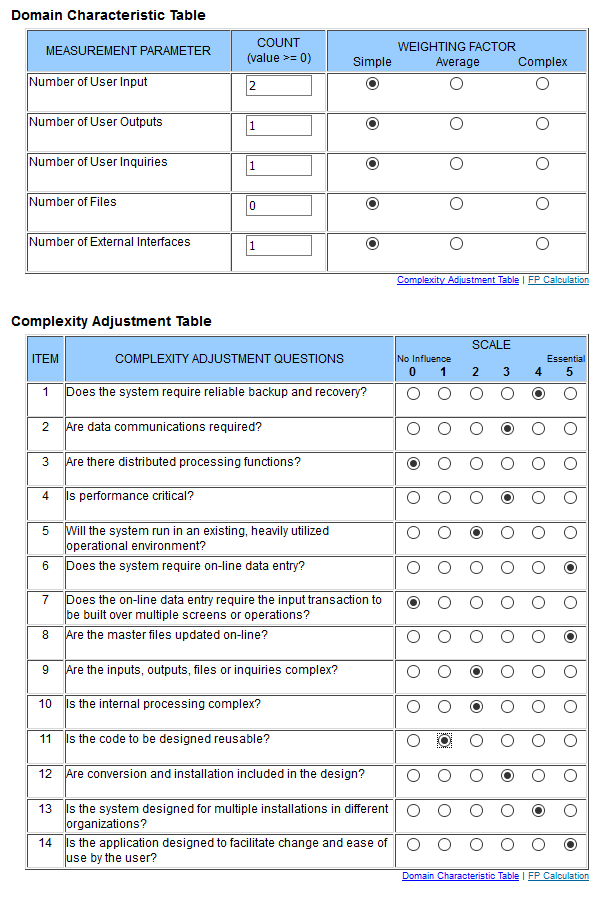 Domain Characteristic Table
MEASUREMENT PARAMETER
COUNT
(value >= 0)
WEIGHTING FACTOR
Simple Average Complex
Number of User Input 2
Number of User Outputs 1
Number of User Inquiries 1
Number of Files 0
Number of External Interfaces 1
Complexity Adjustment Table | FP Calculation
Complexity Adjustment Table
ITEM COMPLEXITY ADJUSTMENT QUESTIONS
SCALE
No Influence Essential
0 1 2 3 4 5
1 Does the system require reliable backup and recovery?
2 Are data communications required?
3 Are there distributed processing functions?
4 Is performance critical?
5 Will the system run in an existing, heavily utilized
operational environment?
6 Does the system require on-line data entry?
7 Does the on-line data entry require the input transaction to
be built over multiple screens or operations?
8 Are the master files updated on-line?
9 Are the inputs, outputs, files or inquiries complex?
10 Is the internal processing complex?
11 Is the code to be designed reusable?
12 Are conversion and installation included in the design?
13 Is the system designed for multiple installations in different
organizations?
14 Is the application designed to facilitate change and ease of
use by the user?
Domain Characteristic Table | FP Calculation